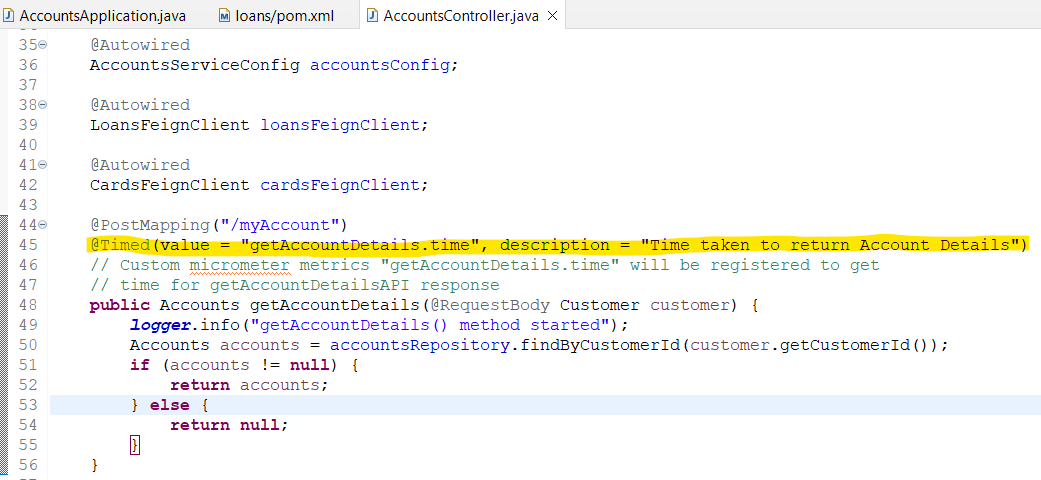 AccountsApplication.java loans/pom.xml AccountsController.java
35 @Autowired
36 AccountsServiceConfig accountsConfig;
37
38 @Autowired
39 LoansFeignClient loansFeignClient;
40
41 @Autowired
42 CardsFeignClient cardsFeignClient;
43
44 @PostMapping("/myAccount")
45 @Timed(value = "getAccountDetails.time", description = "Time taken to return Account Details")
46 // Custom micrometer metrics "getAccountDetails.time" will be registered to get
47 // time for getAccountDetailsAPI response
48 public Accounts getAccountDetails(@RequestBody Customer customer) {
49 logger.info("getAccountDetails() method started");
50 Accounts accounts = accountsRepository.findByCustomerId(customer.getCustomerId());
51 if (accounts != null) {
52 return accounts;
53 } else {
54 return null;
55 }
56 }